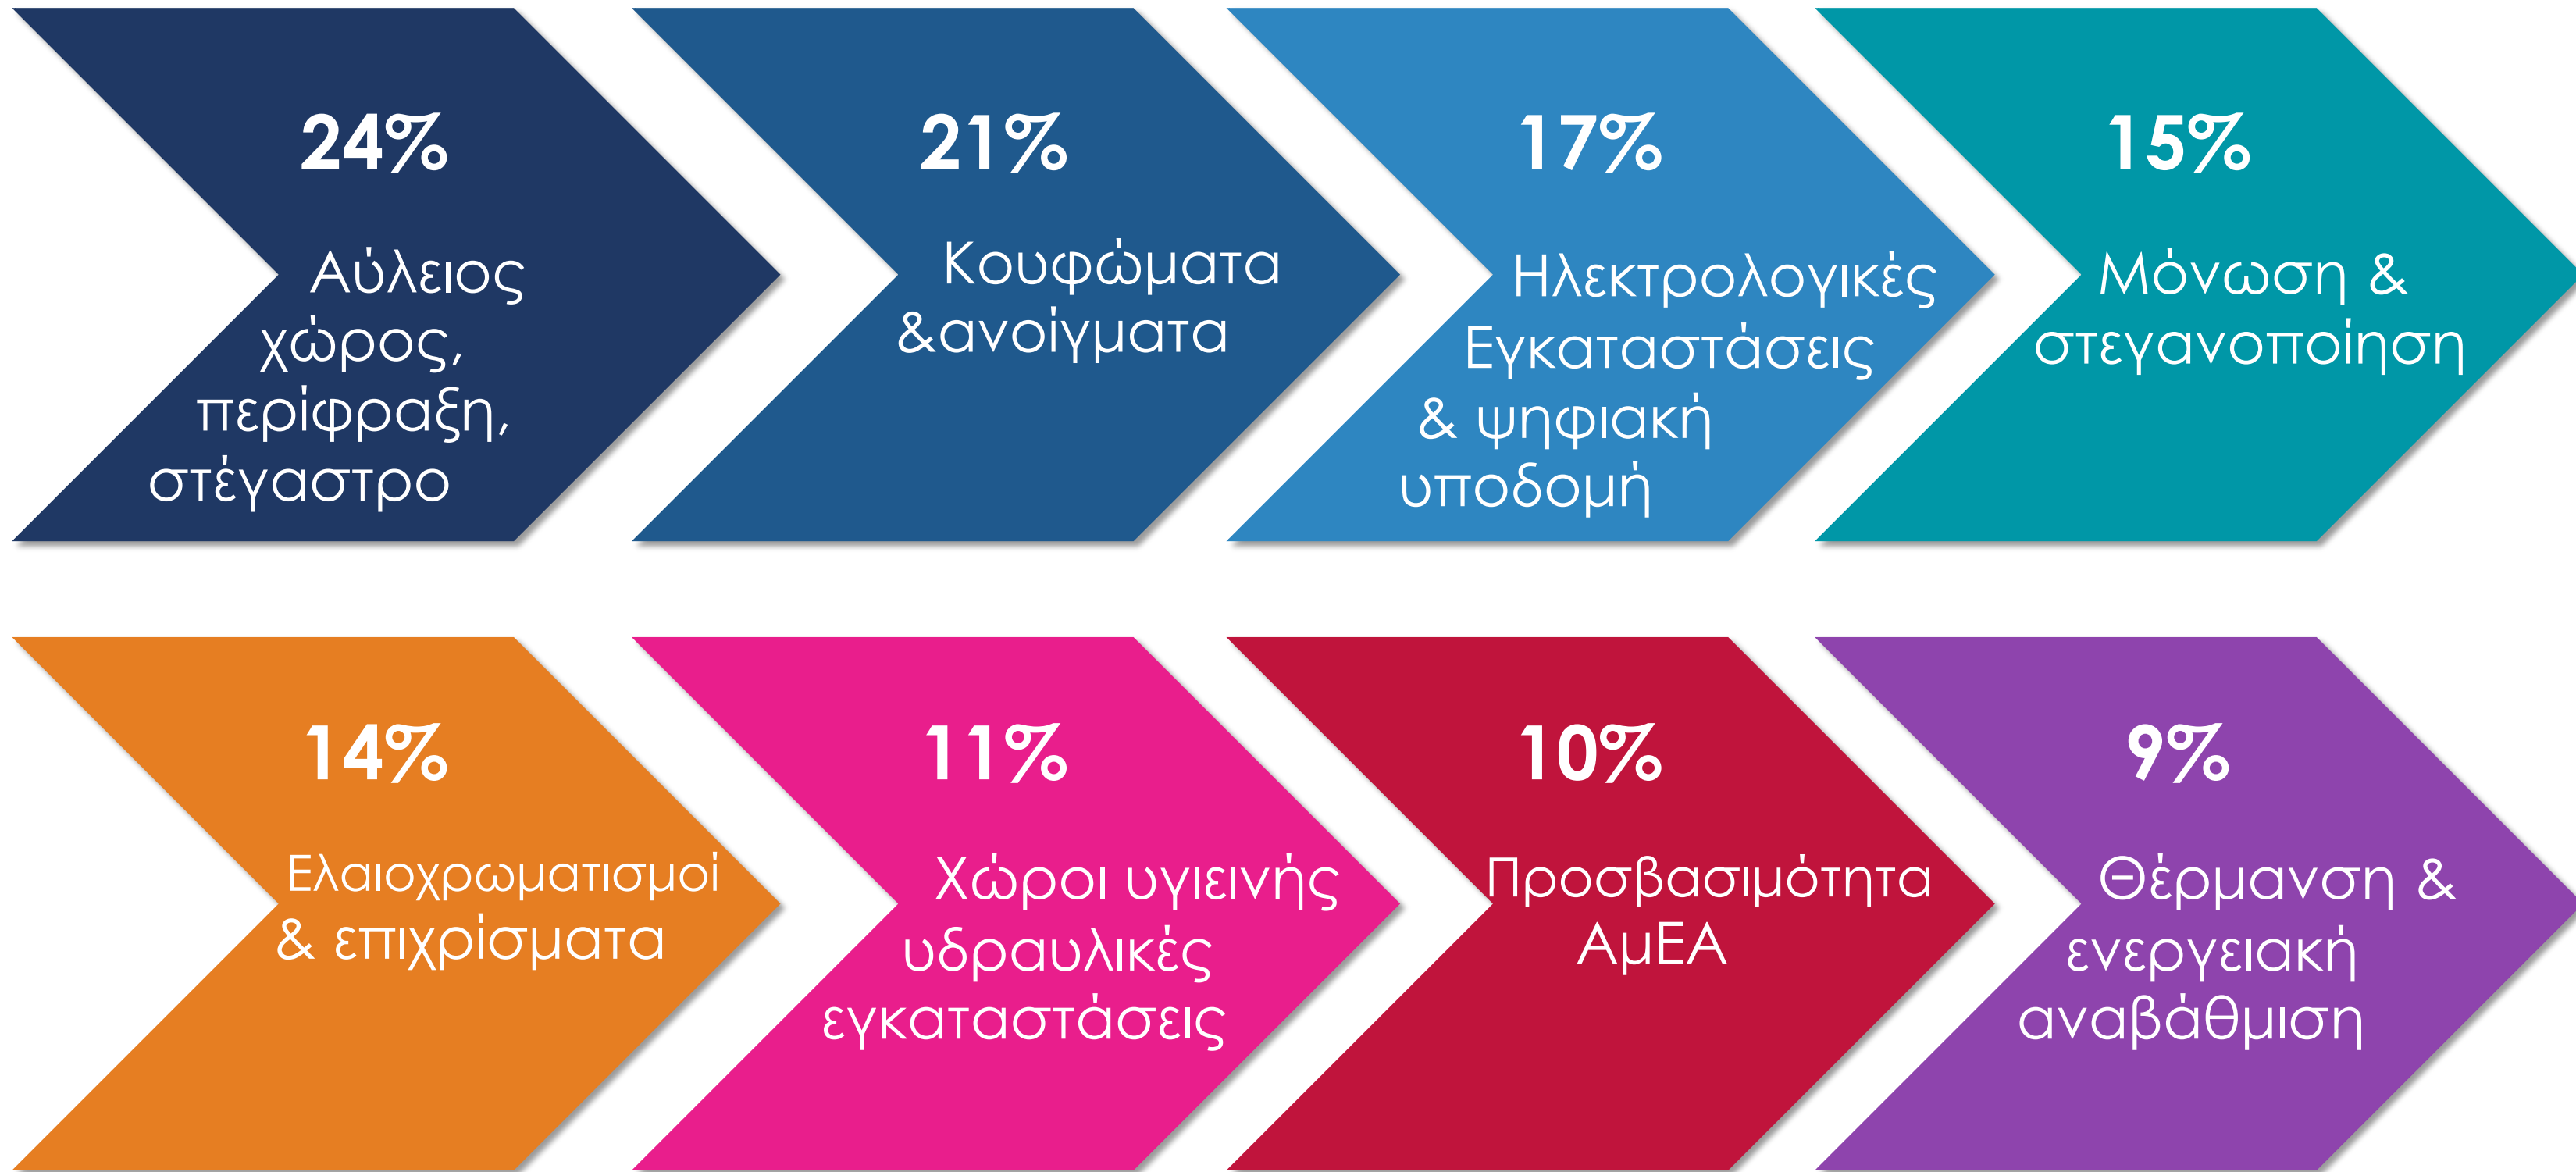 24%
Αύλειος
χώρος,
περίφραξη,
στέγαστρο
21%
Κουφώματα
&ανοίγματα
17%
Ηλεκτρολογικές
Εγκαταστάσεις
& ψηφιακή
υποδομή
15%
Μόνωση &
στεγανοποίηση
14%
Ελαιοχρωματισμοί
& επιχρίσματα
11%
Χώροι υγιεινής
υδραυλικές
εγκαταστάσεις
10%
Προσβασιμότητα
ΑμΕΑ
9%
Θέρμανση &
ενεργειακή
αναβάθμιση